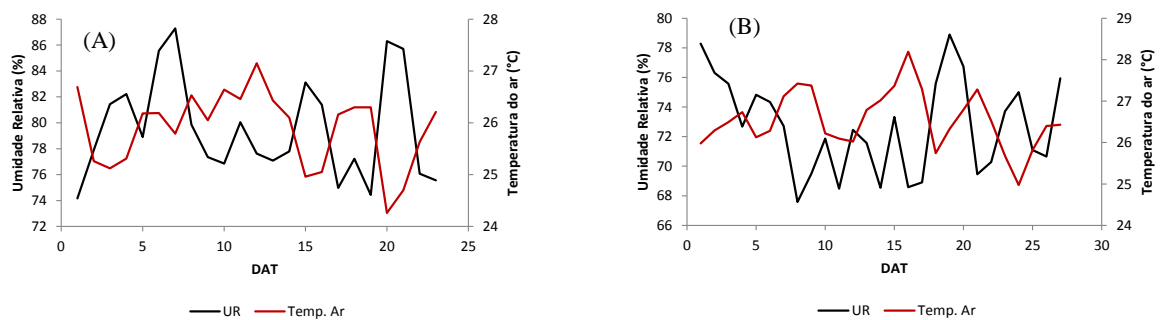 (A)
Umidade Relativa (%)
88
86
84
82
80
78
76
74
72
28
27
26
25
24
Temperatura do ar (°C)
0 5 10 15 20 25
DAT
UR Temp. Ar
(B)
Umidade Relativa (%)
80
78
76
74
72
70
68
66
29
28
27
26
25
24
Temperatura do ar (°C)
0 5 10 15 20 25 30
DAT
UR Temp. Ar